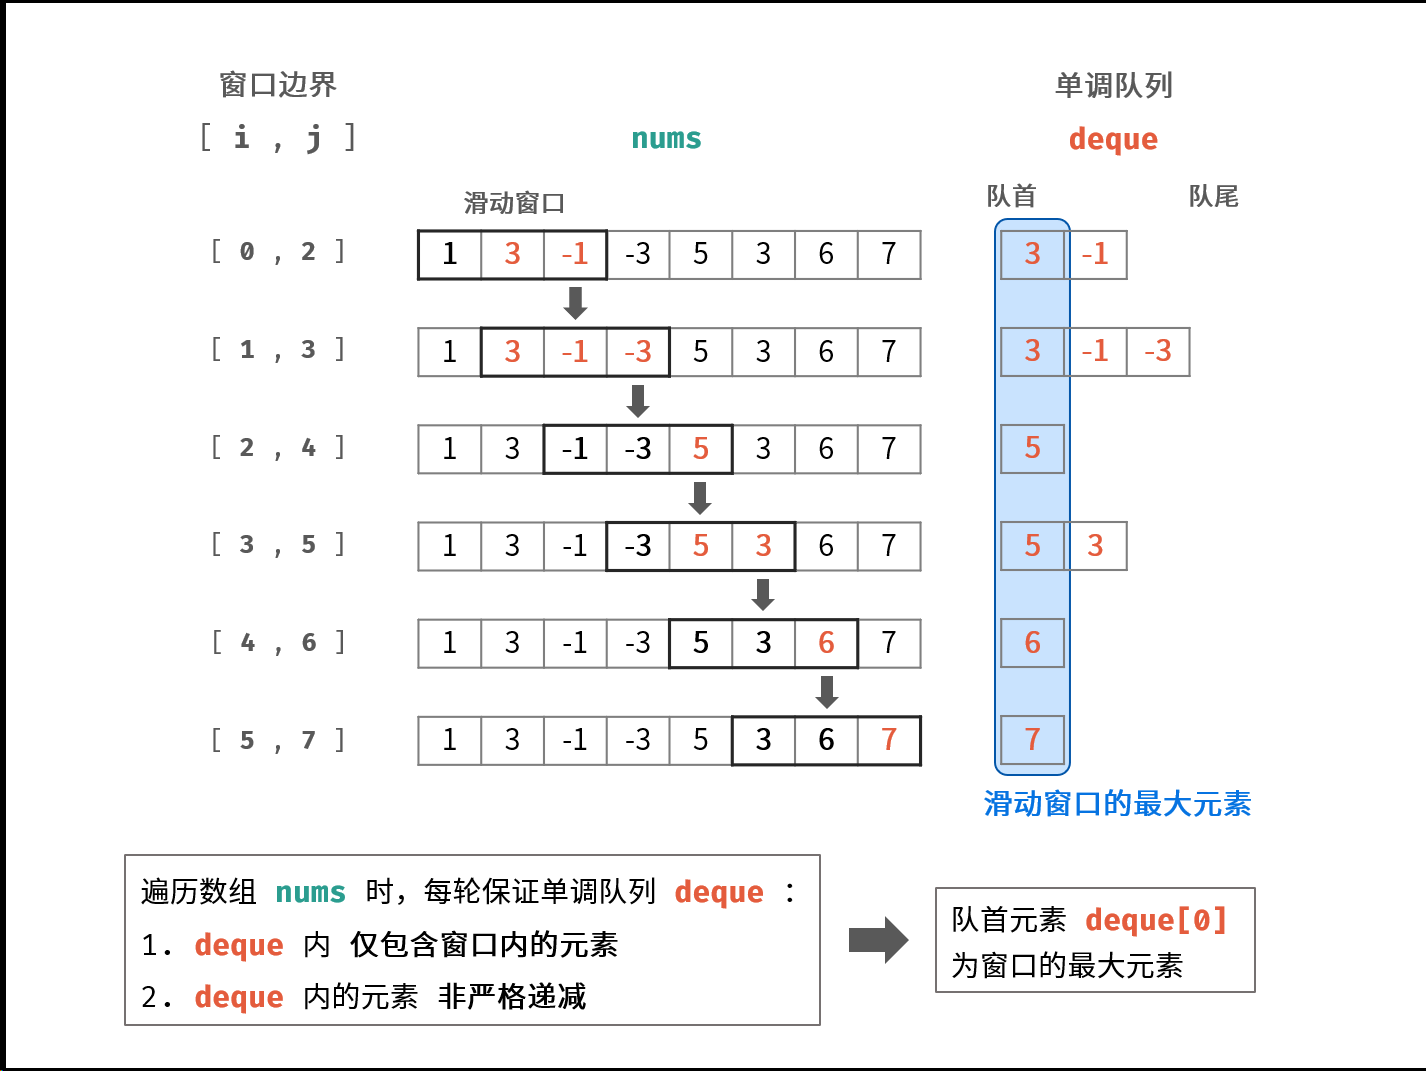 窗口边界 单调队列
[ i , j ] nums deque
滑动窗口 队首 队尾
[ 0 , 2 ] 1 3 -1 -3 5 3 6 7 3 -1
[ 1 , 3 ] 1 3 -1 -3 5 3 6 7 3 -1 -3
[ 2 , 4 ] 1 3 -1 -3 5 3 6 7 5
[ 3 , 5 ] 1 3 -1 -3 5 3 6 7 5 3
[ 4 , 6 ] 1 3 -1 -3 5 3 6 7 6
[ 5 , 7 ] 1 3 -1 -3 5 3 6 7 7
滑动窗口的最大元素
遍历数组 nums 时，每轮保证单调队列 deque ：
1. deque 内 仅包含窗口内的元素
2. deque 内的元素 非严格递减
队首元素 deque[0]
为窗口的最大元素